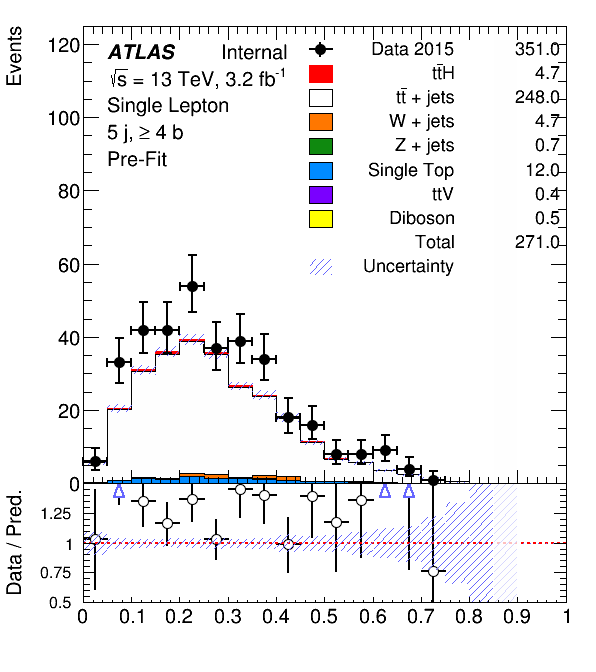 Events
120
100
80
60
40
20
0
ATLAS Internal
√s = 13 TeV, 3.2 fb-1
Single Lepton
5 j, ≥ 4 b
Pre-Fit
Data 2015 351.0
tt̄H 4.7
tt̄ + jets 248.0
W + jets 4.7
Z + jets 0.7
Single Top 12.0
ttV 0.4
Diboson 0.5
Total 271.0
Uncertainty
Data / Pred.
1.25
1
0.75
0.5
0 0.1 0.2 0.3 0.4 0.5 0.6 0.7 0.8 0.9 1